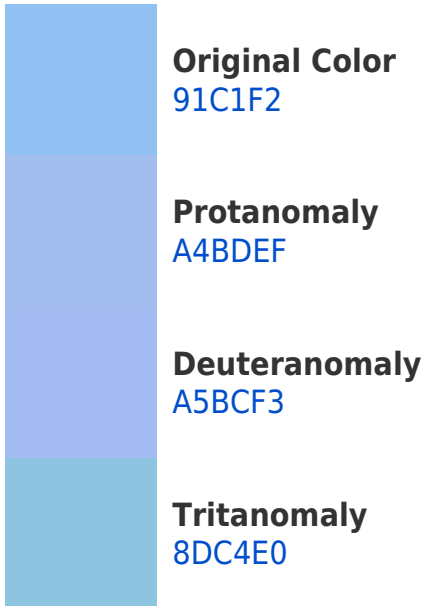 Original Color
91C1F2
Protanomaly
A4BDEF
Deuteranomaly
A5BCF3
Tritanomaly
8DC4E0